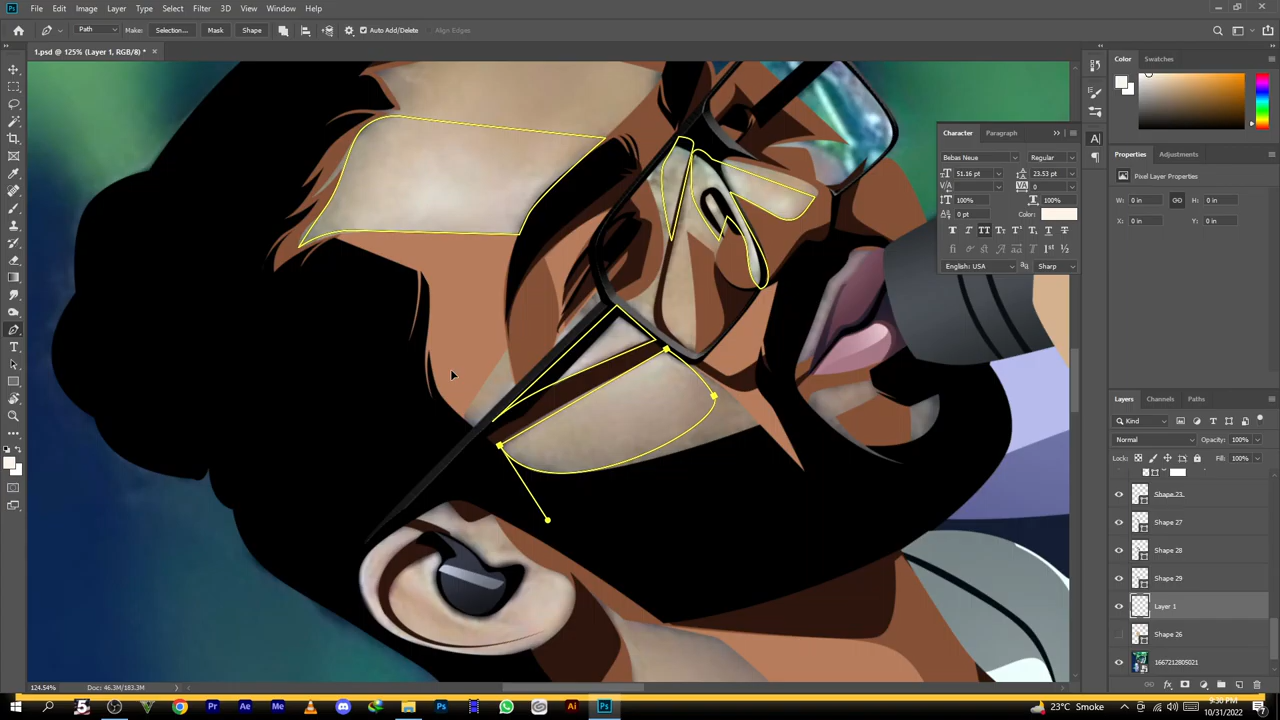 File Edit Image Layer Type Select Filter 3D View Window Help
Path Make: Selection... Mask Shape Auto Add/Delete Align Edges
1.psd @ 125% (Layer 1, RGB/8) *
Color Swatches
Character Paragraph
Bebas Neue Regular
51.16 pt 23.53 pt
0
100% 100%
0 pt Color:
English: USA Sharp
Properties Adjustments
Pixel Layer Properties
W: 0 in H: 0 in
X: 0 in Y: 0 in
Layers Channels Paths
Kind
Normal Opacity: 100%
Lock: Fill: 100%
Shape 23
Shape 27
Shape 28
Shape 29
Layer 1
Shape 26
1667212805021
124.54% Doc: 46.3M/183.3M
23°C Smoke
9:30 PM
10/31/2022